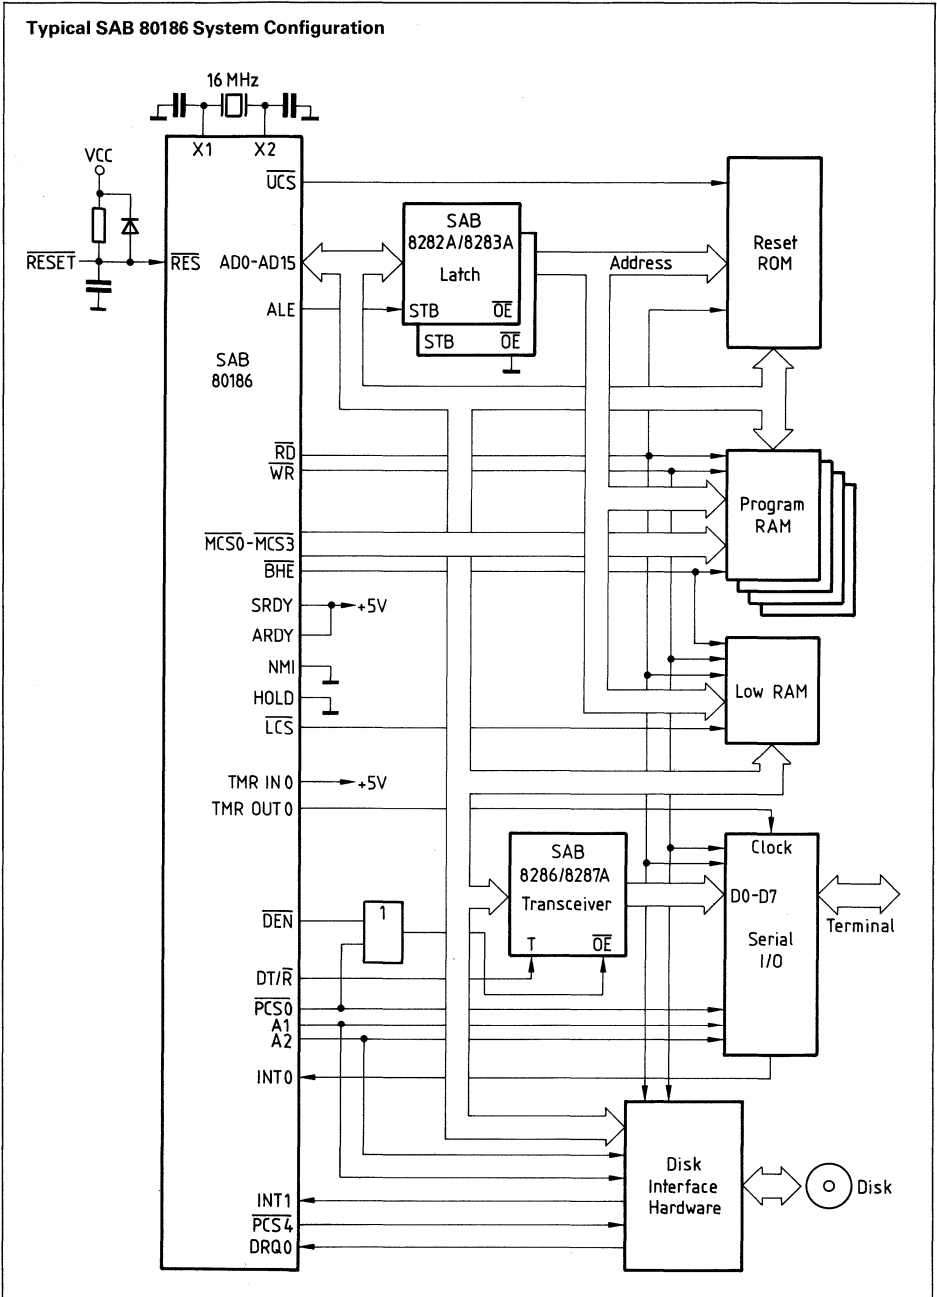 Typical SAB 80186 System Configuration
16 MHz
X1 X2
VCC
RESET
RES
UCS
AD0-AD15
ALE
SAB
80186
SAB
8282A/8283A
Latch
STB OE
STB OE
Address
Reset
ROM
RD
WR
MCS0-MCS3
BHE
Program
RAM
SRDY
+5V
ARDY
NMI
HOLD
LCS
Low RAM
TMR IN 0
+5V
TMR OUT 0
SAB
8286/8287A
Transceiver
T OE
Clock
D0-D7
Serial
I/O
Terminal
DEN
1
DT/R
PCS0
A1
A2
INT0
Disk
Interface
Hardware
Disk
INT1
PCS4
DRQ0